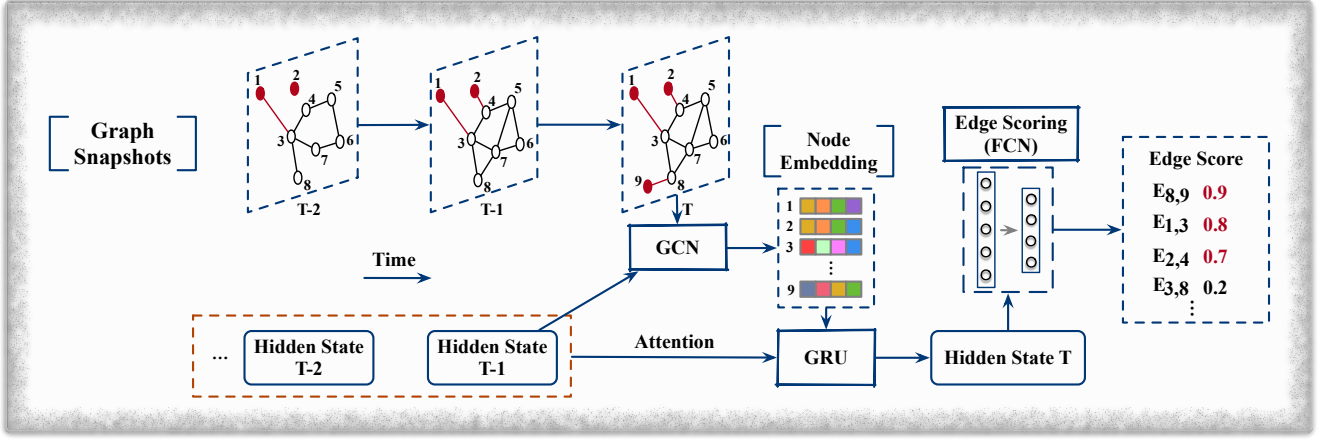 Graph
Snapshots
1
2
3
4
5
6
7
8
T-2
1
2
3
4
5
6
7
8
T-1
1
2
3
4
5
6
7
8
9
T
Time
GCN
Node
Embedding
1
2
3
⋮
9
Edge Scoring
(FCN)
Edge Score
E8,9 0.9
E1,3 0.8
E2,4 0.7
E3,8 0.2
⋮
...
Hidden State
T-2
Hidden State
T-1
Attention
GRU
Hidden State T